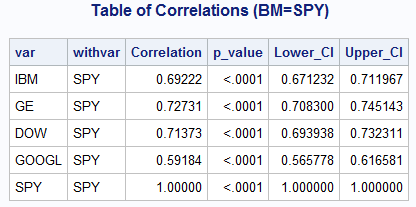 Table of Correlations (BM=SPY)
var withvar Correlation p_value Lower_CI Upper_CI
IBM SPY 0.69222 <.0001 0.671232 0.711967
GE SPY 0.72731 <.0001 0.708300 0.745143
DOW SPY 0.71373 <.0001 0.693938 0.732311
GOOGL SPY 0.59184 <.0001 0.565778 0.616581
SPY SPY 1.00000 <.0001 1.000000 1.000000